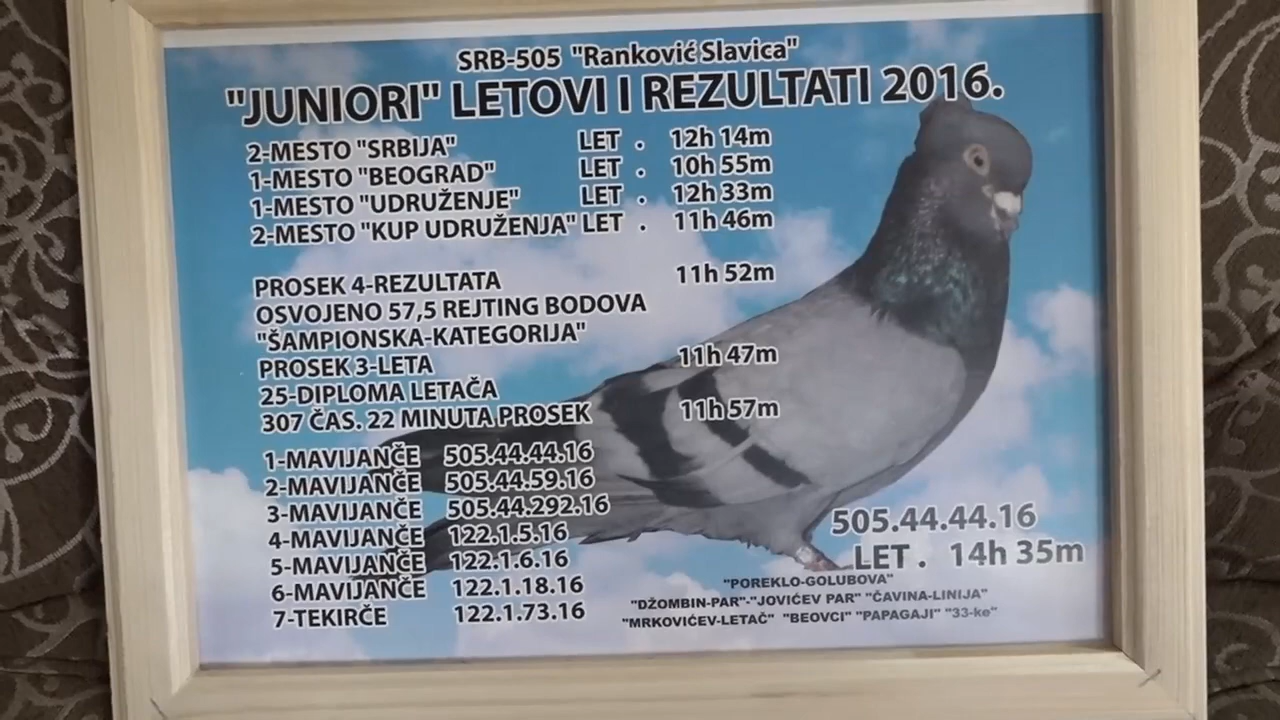 SRB-505 "Ranković Slavica"
"JUNIORI" LETOVI I REZULTATI 2016.
2-MESTO "SRBIJA" LET . 12h 14m
1-MESTO "BEOGRAD" LET . 10h 55m
1-MESTO "UDRUŽENJE" LET . 12h 33m
2-MESTO "KUP UDRUŽENJA" LET . 11h 46m
PROSEK 4-REZULTATA 11h 52m
OSVOJENO 57,5 REJTING BODOVA
"ŠAMPIONSKA-KATEGORIJA"
PROSEK 3-LETA 11h 47m
25-DIPLOMA LETAČA
307 ČAS. 22 MINUTA PROSEK 11h 57m
1-MAVIJANČE 505.44.44.16
2-MAVIJANČE 505.44.59.16
3-MAVIJANČE 505.44.292.16
4-MAVIJANČE 122.1.5.16
5-MAVIJANČE 122.1.6.16
6-MAVIJANČE 122.1.18.16
7-TEKIRČE 122.1.73.16
505.44.44.16
LET . 14h 35m
"POREKLO-GOLUBOVA"
"DŽOMBIN-PAR"-"JOVIĆEV PAR" "ČAVINA-LINIJA"
"MRKOVIĆEV-LETAČ" "BEOVCI" "PAPAGAJI" "33-ke"